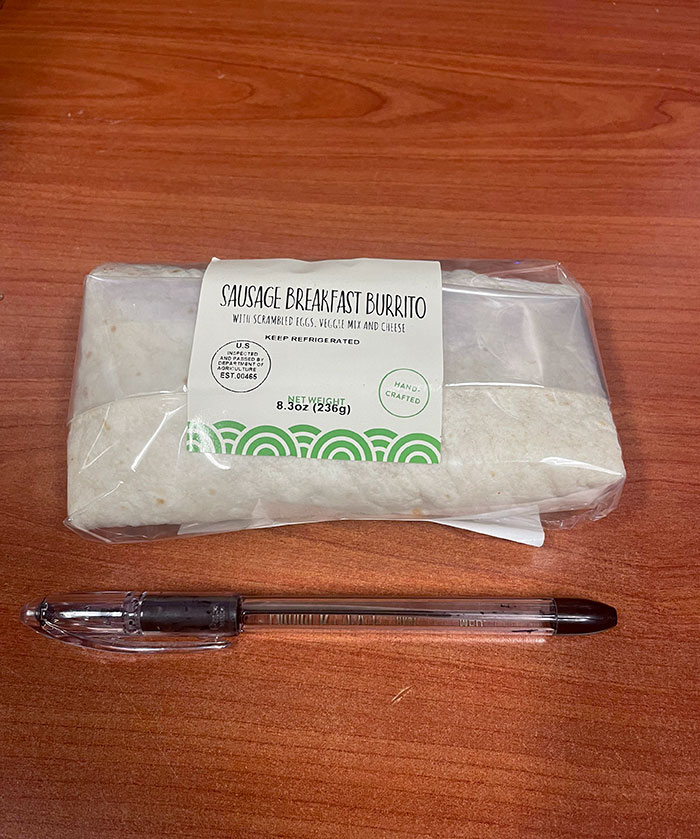 SAUSAGE BREAKFAST BURRITO
WITH SCRAMBLED EGGS, VEGGIE MIX AND CHEESE
KEEP REFRIGERATED
U.S
INSPECTED
AND PASSED BY
DEPARTMENT OF
AGRICULTURE
EST.00465
HAND-
CRAFTED
NET WEIGHT
8.3oz (236g)
MED